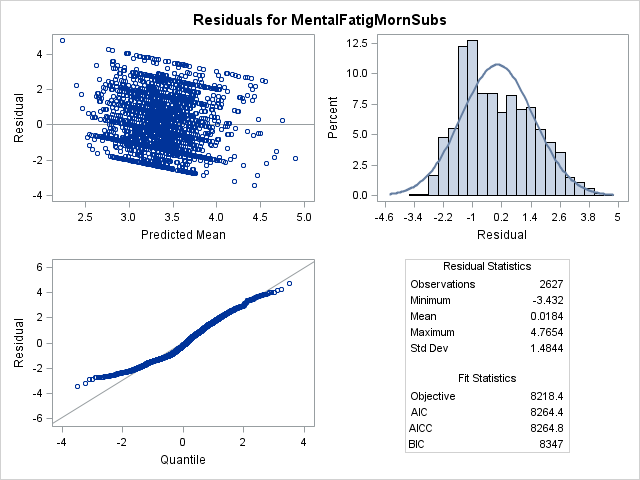 Residuals for MentalFatigMornSubs
4
2
0
-2
-4
Residual
2.5 3.0 3.5 4.0 4.5 5.0
Predicted Mean
12.5
10.0
7.5
5.0
2.5
0.0
Percent
-4.6 -3.4 -2.2 -1 0.2 1.4 2.6 3.8 5
Residual
6
4
2
0
-2
-4
-6
Residual
-4 -2 0 2 4
Quantile
Residual Statistics
Observations 2627
Minimum -3.432
Mean 0.0184
Maximum 4.7654
Std Dev 1.4844
Fit Statistics
Objective 8218.4
AIC 8264.4
AICC 8264.8
BIC 8347